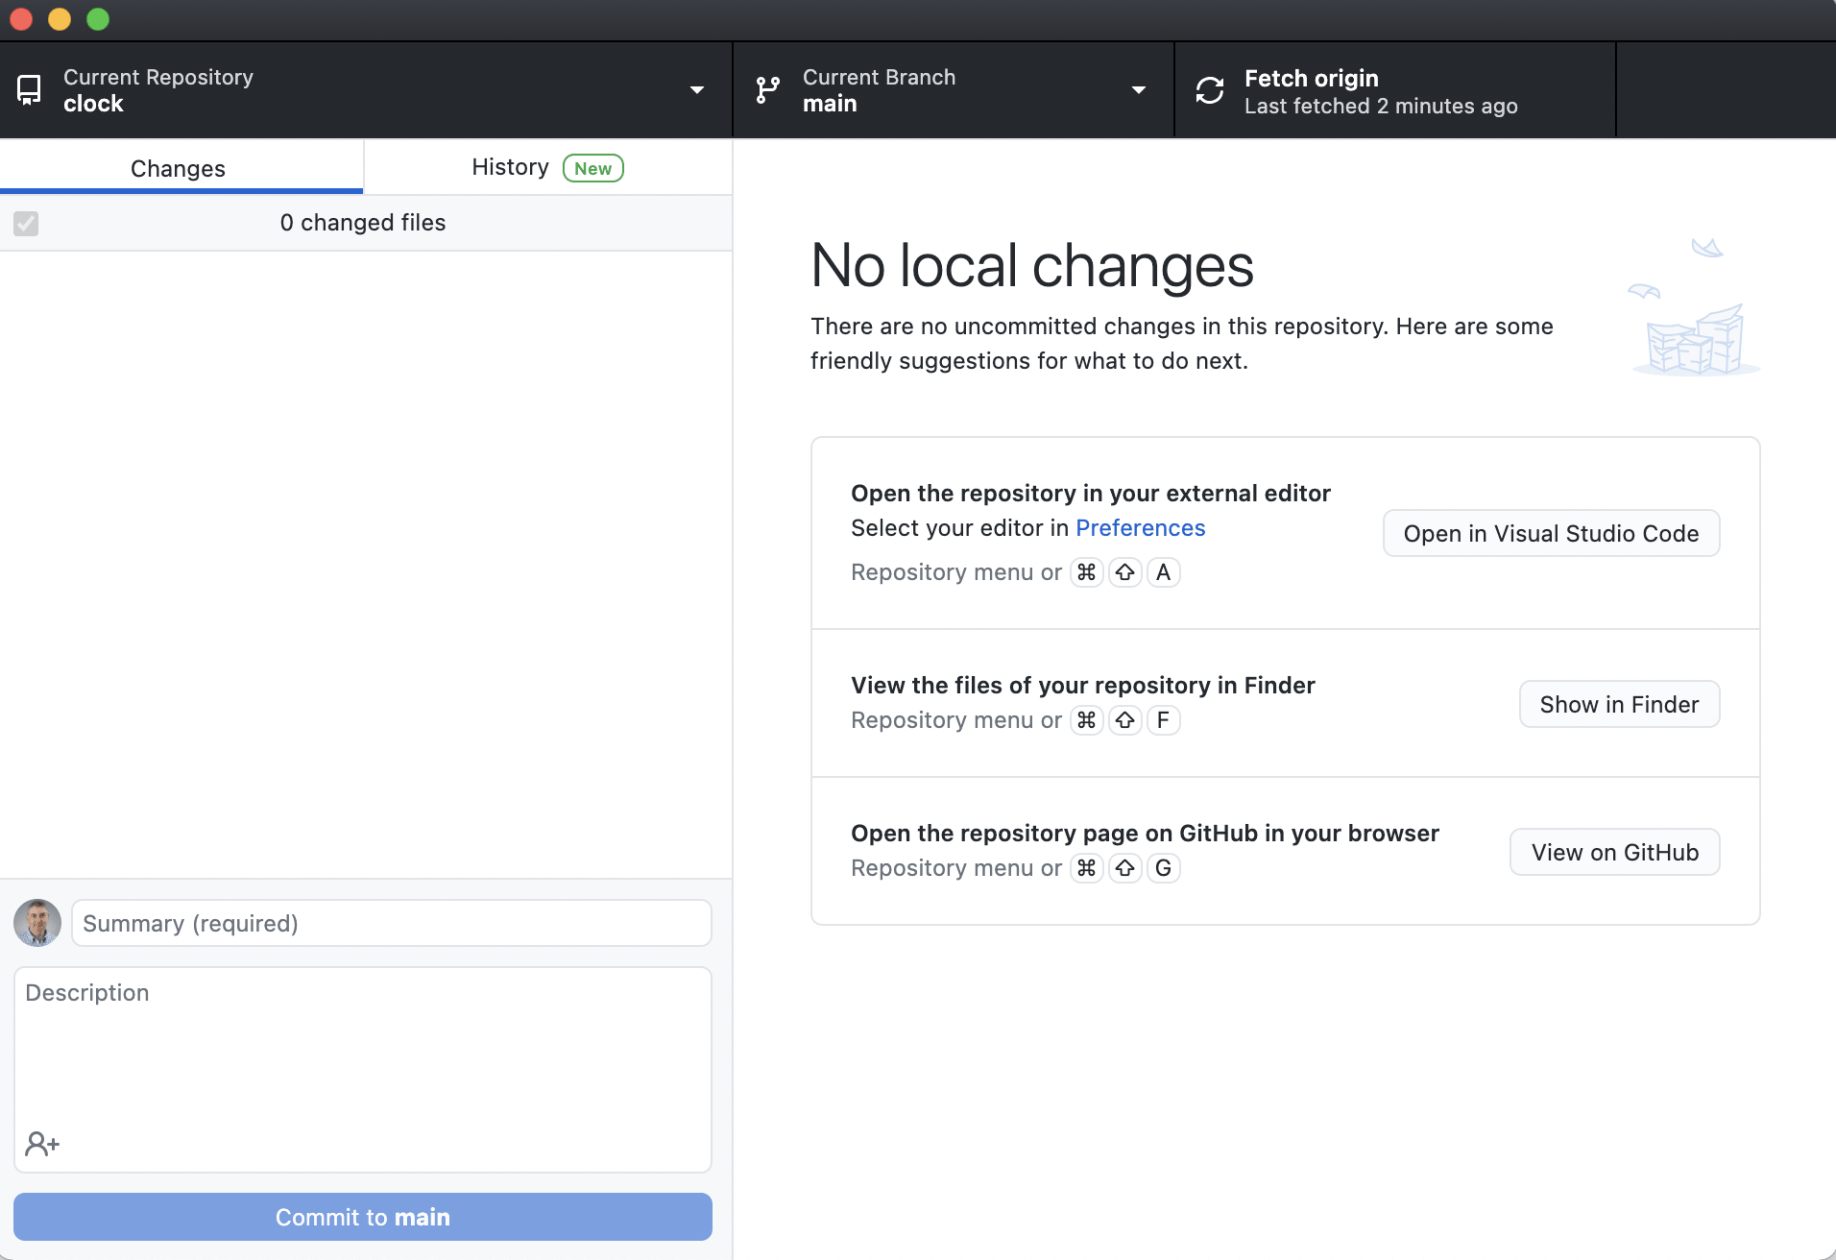 Current Repository
clock
Current Branch
main
Fetch origin
Last fetched 2 minutes ago
Changes
History New
0 changed files
No local changes
There are no uncommitted changes in this repository. Here are some
friendly suggestions for what to do next.
Open the repository in your external editor
Select your editor in Preferences
Repository menu or ⌘ ⇧ A
Open in Visual Studio Code
View the files of your repository in Finder
Repository menu or ⌘ ⇧ F
Show in Finder
Open the repository page on GitHub in your browser
Repository menu or ⌘ ⇧ G
View on GitHub
Summary (required)
Description
Commit to main